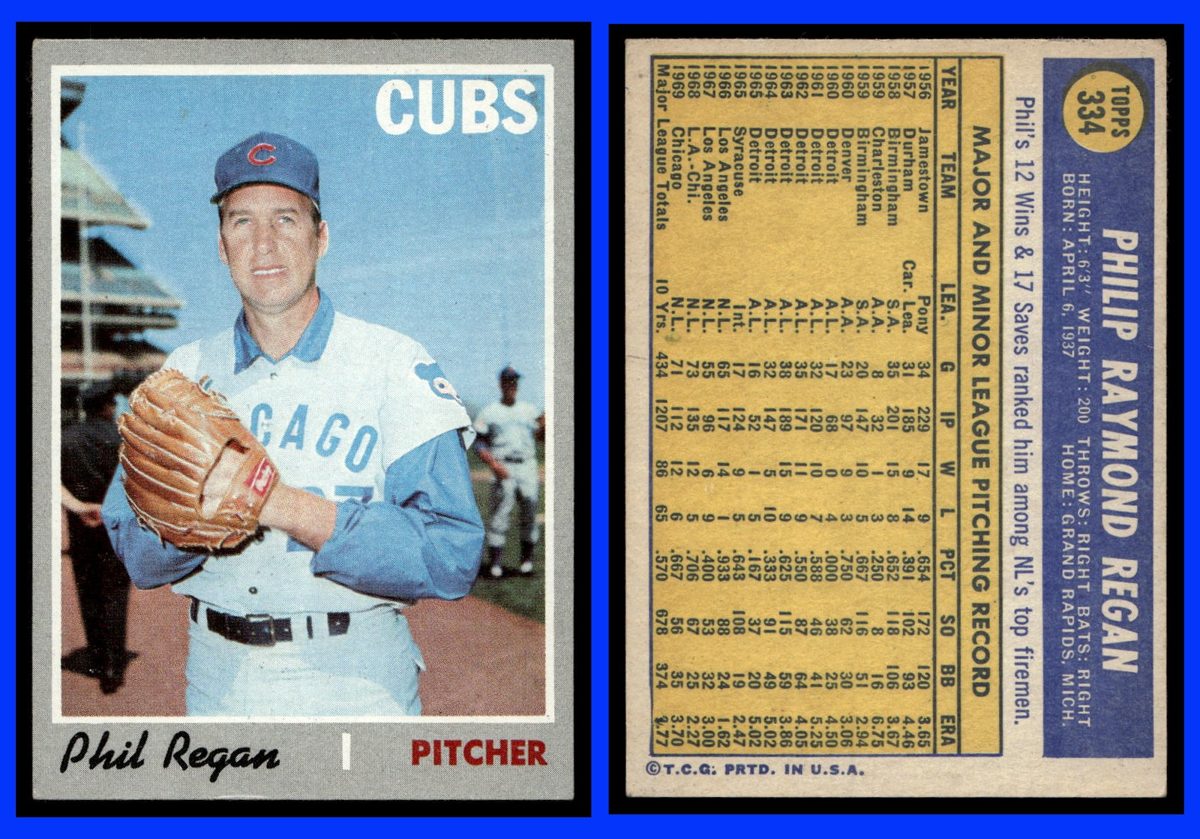 CUBS
C
CHICAGO
Phil Regan
PITCHER
TOPPS
334
PHILIP RAYMOND REGAN
HEIGHT: 6'3" WEIGHT: 200 THROWS: RIGHT BATS: RIGHT
BORN: APRIL 6, 1937 HOME: GRAND RAPIDS, MICH.
Phil's 12 Wins & 17 Saves ranked him among NL's top firemen.
MAJOR AND MINOR LEAGUE PITCHING RECORD
YEAR TEAM LEA. G IP W L PCT SO BB ERA
1956 Jamestown Pony 34 229 17 9 .654 172 120 3.65
1957 Durham Car. Lea. 31 185 9 14 .391 102 93 4.46
1958 Birmingham S.A. 35 201 15 8 .652 118 106 3.67
1959 Charleston A.A. 8 32 1 3 .250 8 16 6.75
1959 Birmingham S.A. 20 147 10 5 .667 116 51 2.94
1960 Denver A.A 23 97 9 3 .750 62 30 3.06
1960 Detroit A.L. 17 68 0 4 .000 38 25 4.50
1961 Detroit A.L. 32 120 10 7 .588 46 41 5.25
1962 Detroit A.L. 35 171 11 9 .550 87 64 4.05
1963 Detroit A.L. 38 189 15 9 .625 115 59 3.86
1964 Detroit A.L. 32 147 5 10 .333 91 49 5.02
1965 Detroit A.L. 16 52 1 5 .167 37 20 5.02
1965 Syracuse Int. 17 124 9 5 .643 108 19 2.47
1966 Los Angeles N.L. 65 117 14 1 .933 88 24 1.62
1967 Los Angeles N.L. 55 96 6 9 .400 53 32 3.00
1968 L.A.-Chi. N.L. 73 135 12 5 .706 67 25 2.27
1969 Chicago N.L. 71 112 12 6 .667 56 35 3.70
Major League Totals 10 Yrs. 434 1207 86 65 .570 678 374 3.77
©T.C.G. PRTD. IN U.S.A.